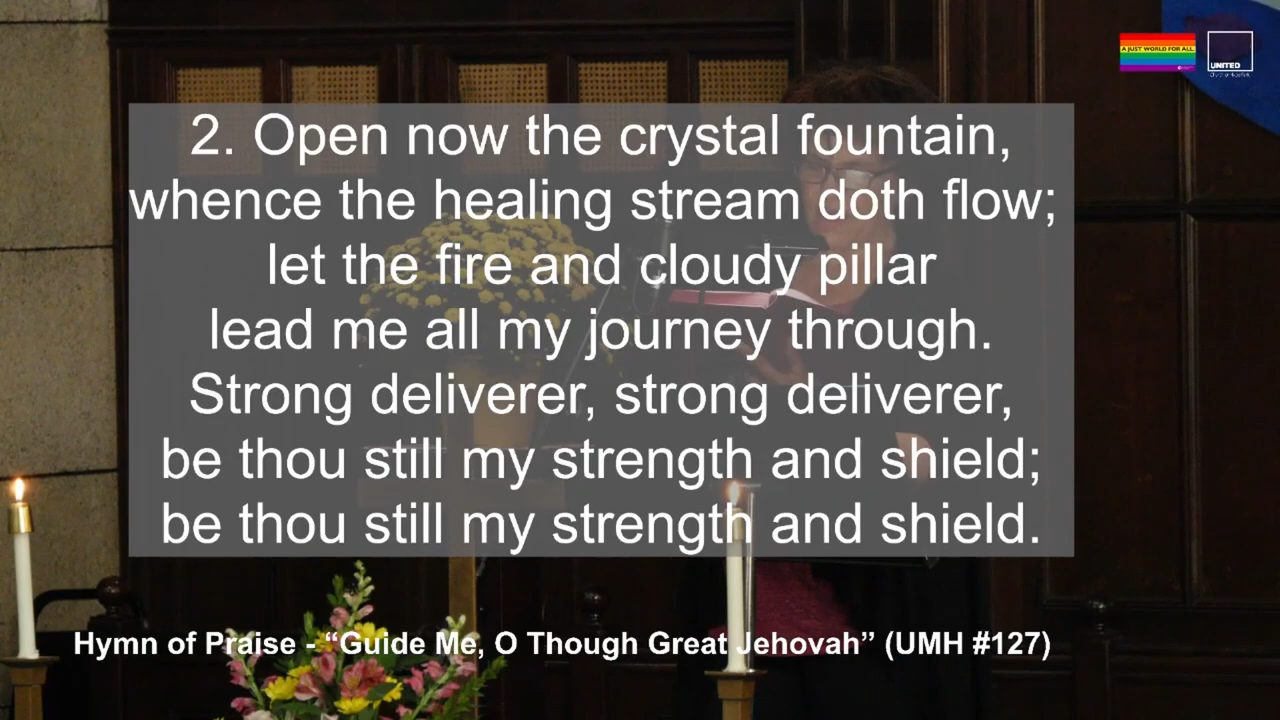 A JUST WORLD FOR ALL
UNITED
2. Open now the crystal fountain,
whence the healing stream doth flow;
let the fire and cloudy pillar
lead me all my journey through.
Strong deliverer, strong deliverer,
be thou still my strength and shield;
be thou still my strength and shield.
Hymn of Praise - “Guide Me, O Though Great Jehovah” (UMH #127)